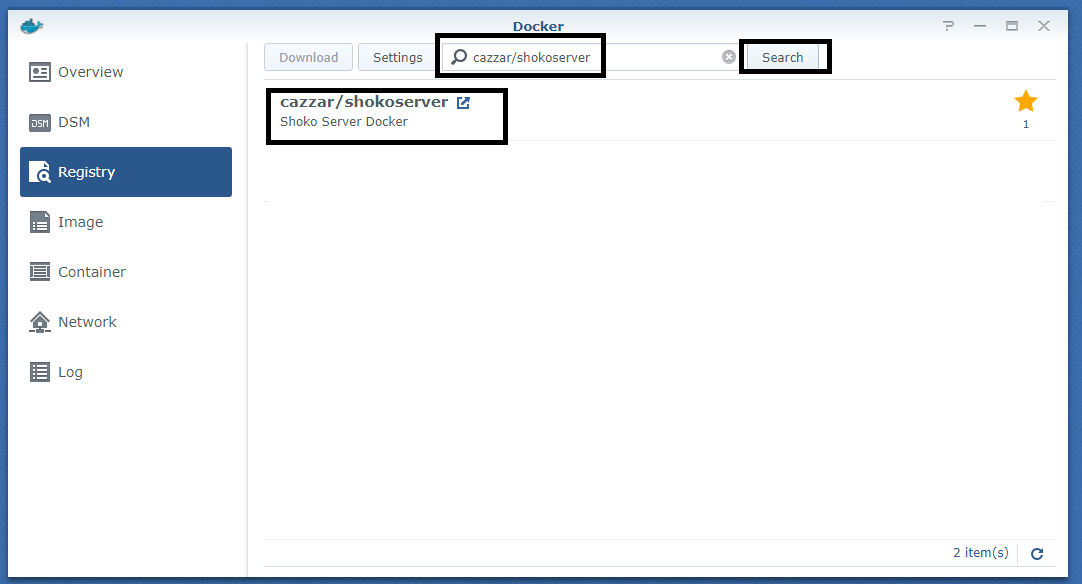 Docker
Overview
DSM
DSM
Registry
Image
Container
Network
Log
Download
Settings
cazzar/shokoserver
Search
cazzar/shokoserver
Shoko Server Docker
1
2 item(s)